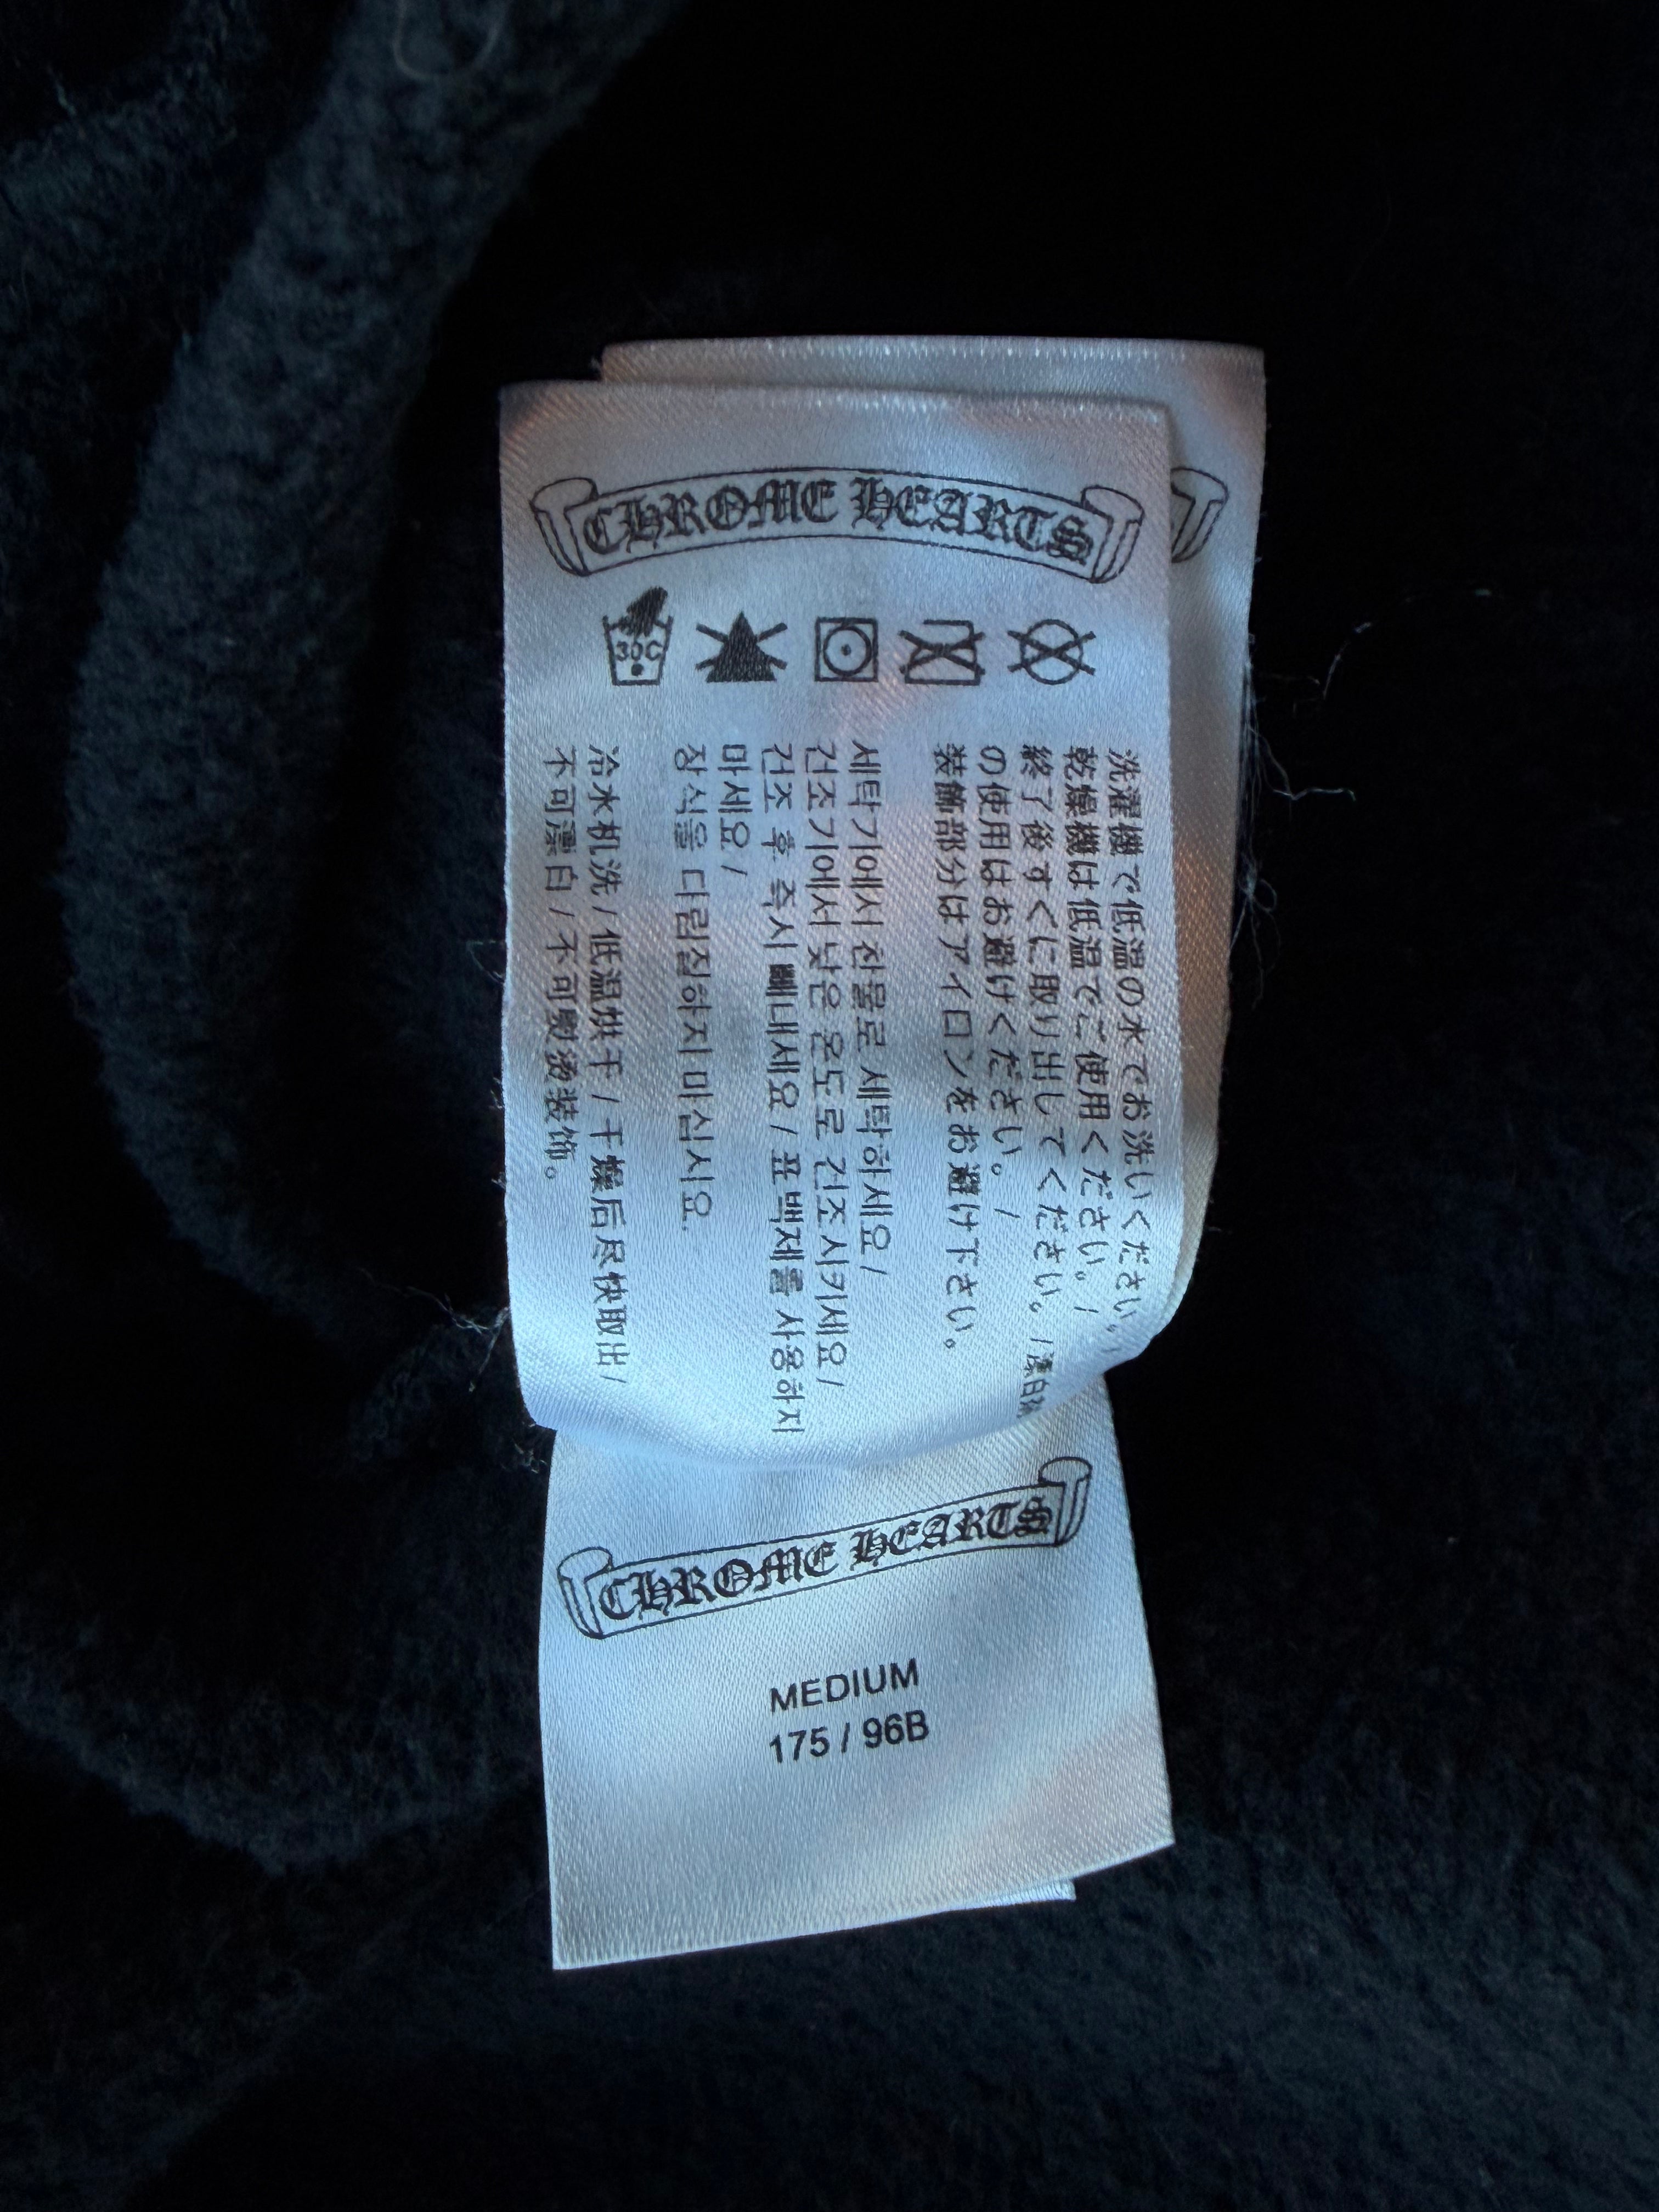 CHROME HEARTS
30C
洗濯機で低温の水でお洗いください。/
乾燥機は低温でご使用ください。/
終了後すぐに取り出してください。/漂白剤
の使用はお避けください。/
装飾部分はアイロンをお避け下さい。
세탁기에서 찬물로 세탁하세요 /
건조기에서 낮은 온도로 건조시키세요 /
건조 후 즉시 빼내세요 / 표백제를 사용하지
마세요 /
장식을 다림질하지 마십시요.
冷水机洗 / 低温烘干 / 干燥后尽快取出 /
不可漂白 / 不可熨烫装饰。
CHROME HEARTS
MEDIUM
175 / 96B